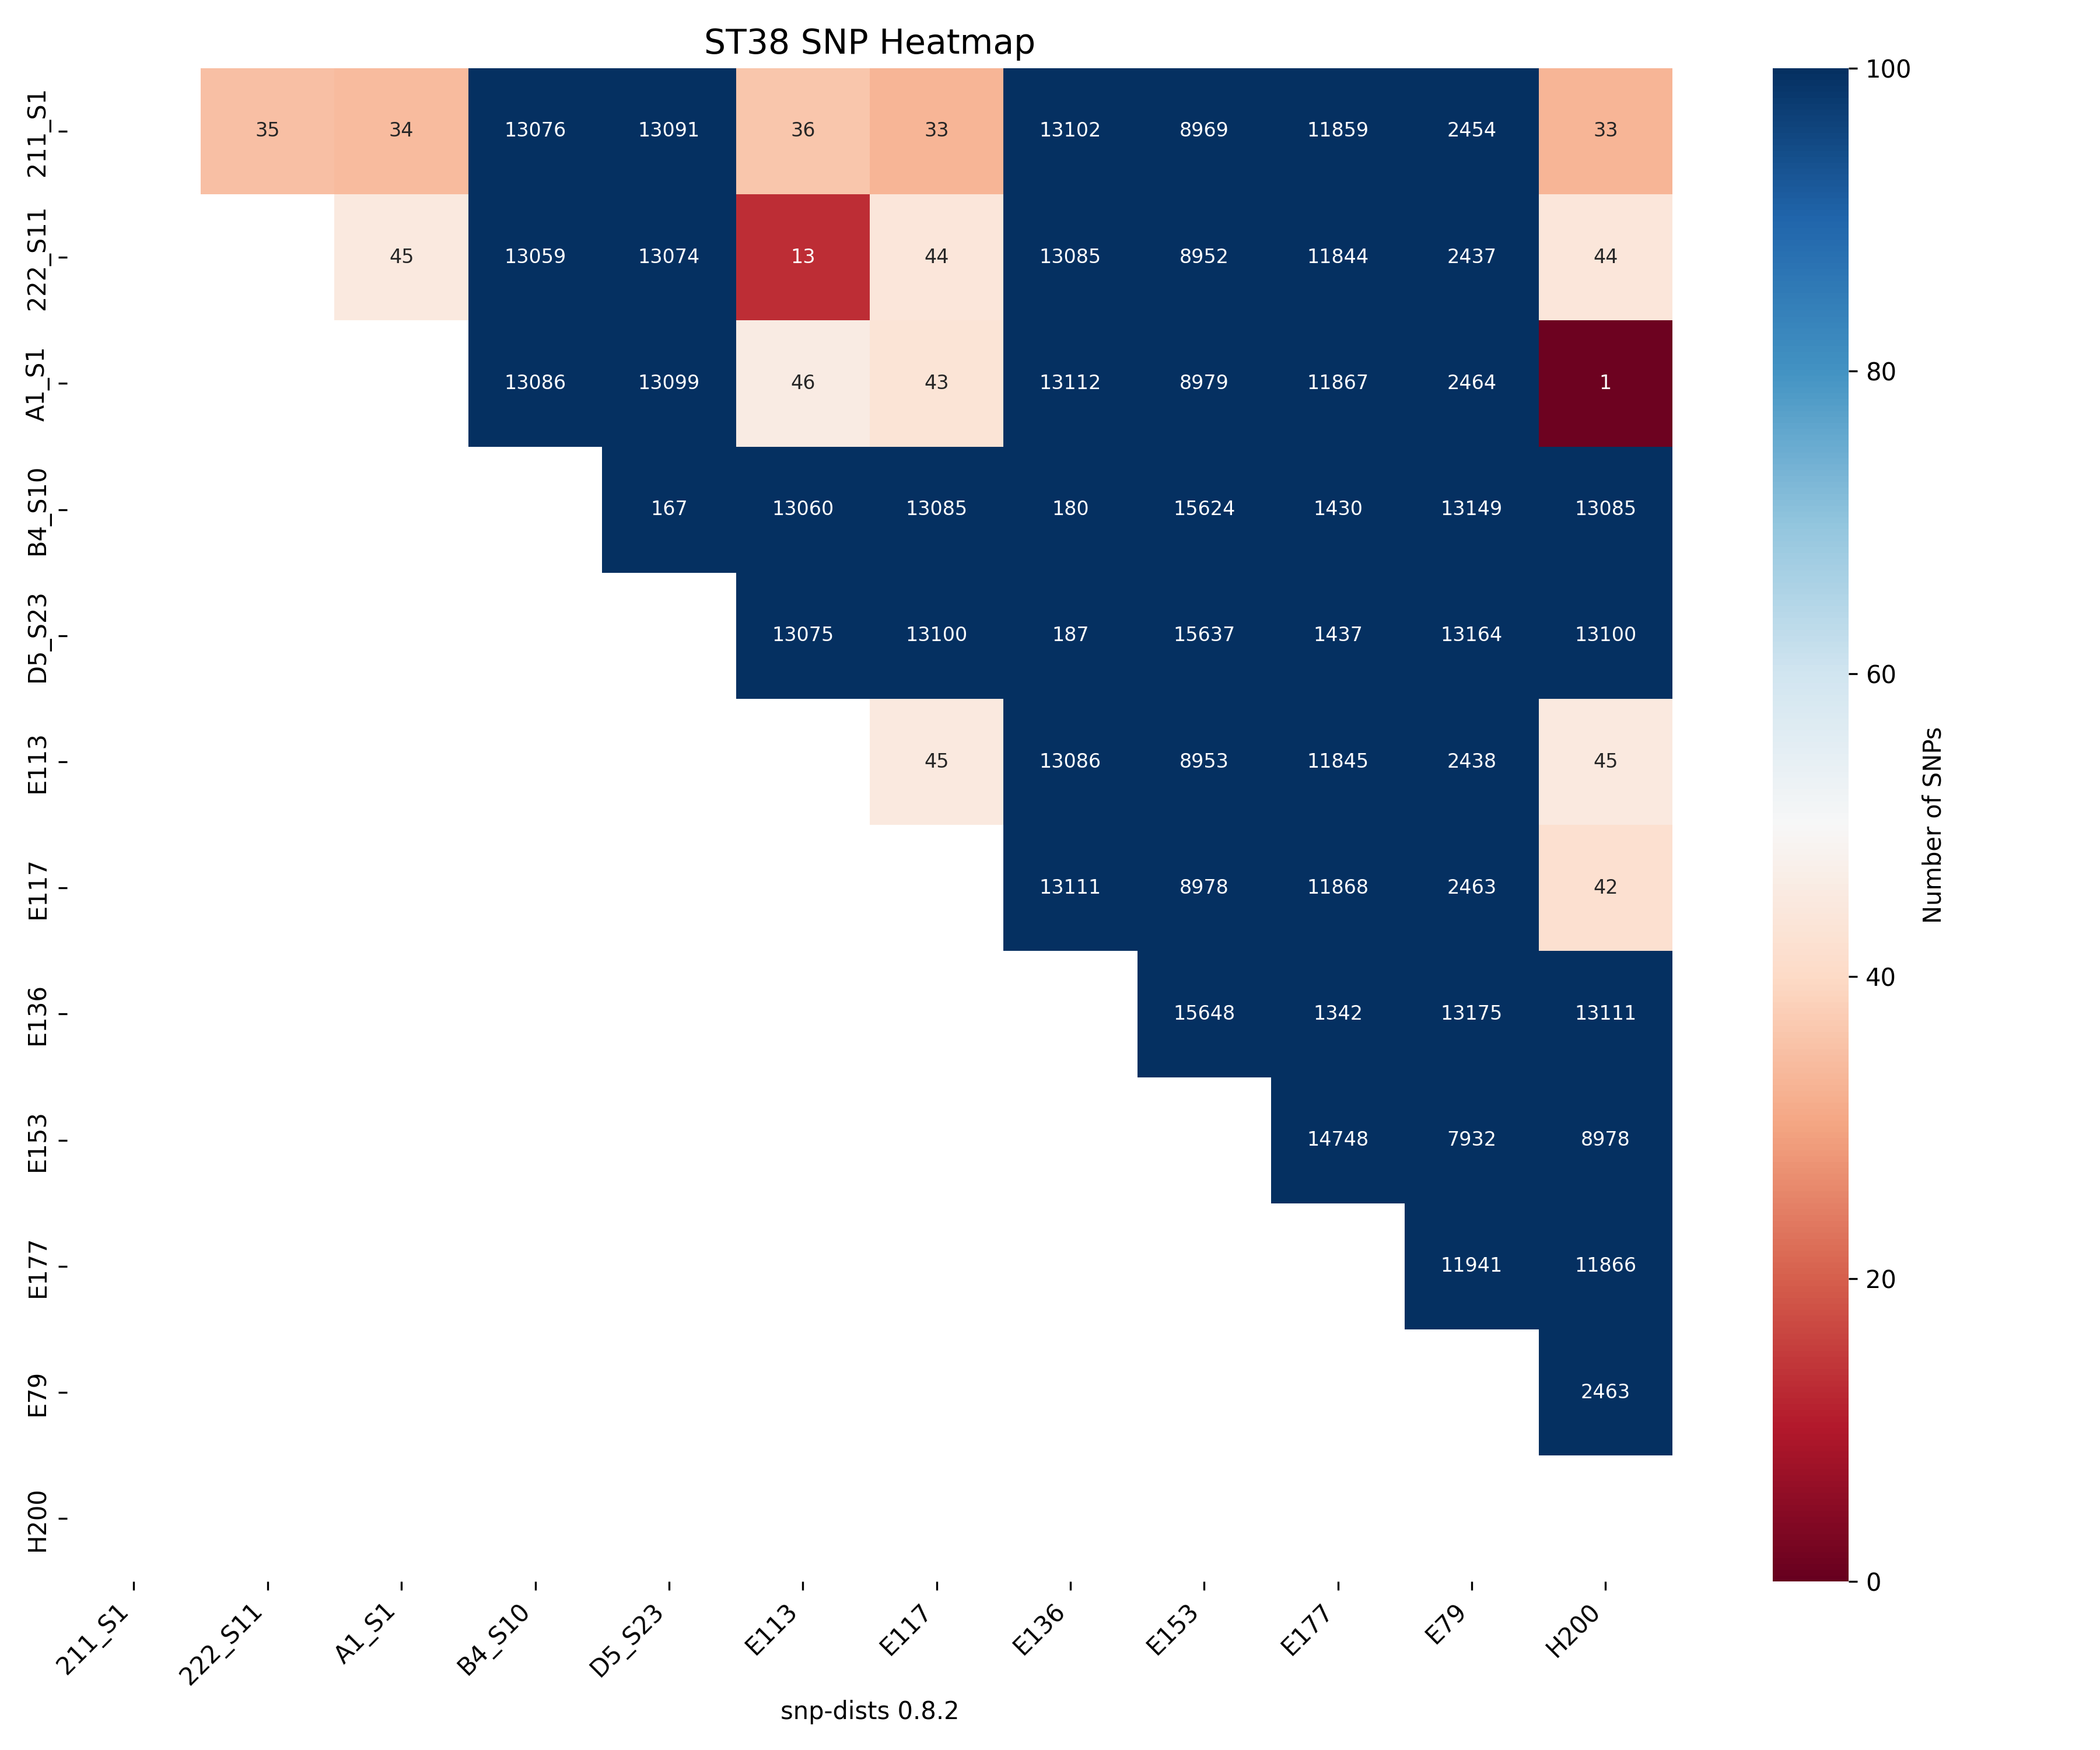 ST38 SNP Heatmap
211_S1 35 34 13076 13091 36 33 13102 8969 11859 2454 33
222_S11 45 13059 13074 13 44 13085 8952 11844 2437 44
A1_S1 13086 13099 46 43 13112 8979 11867 2464 1
B4_S10 167 13060 13085 180 15624 1430 13149 13085
D5_S23 13075 13100 187 15637 1437 13164 13100
E113 45 13086 8953 11845 2438 45
E117 13111 8978 11868 2463 42
E136 15648 1342 13175 13111
E153 14748 7932 8978
E177 11941 11866
E79 2463
H200
211_S1 222_S11 A1_S1 B4_S10 D5_S23 E113 E117 E136 E153 E177 E79 H200
snp-dists 0.8.2
100
80
60
40
20
0
Number of SNPs